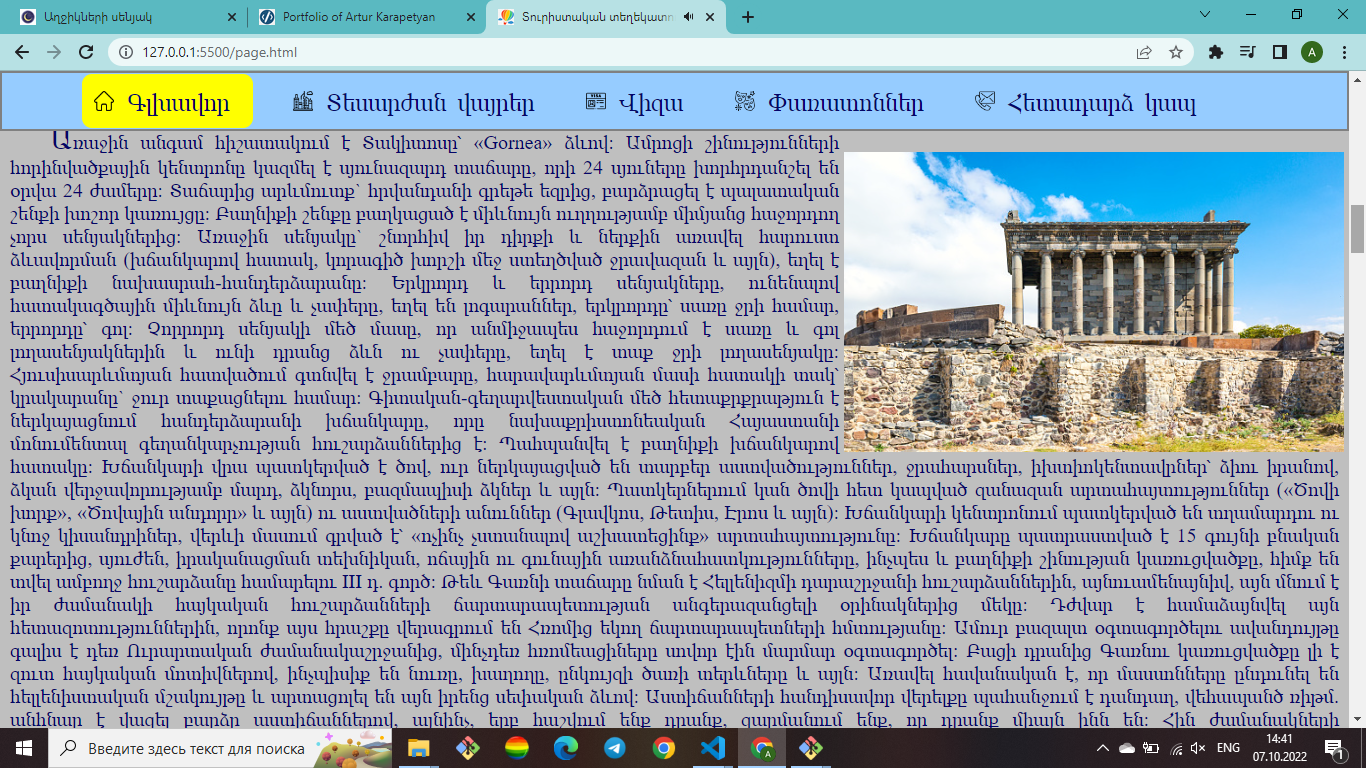 Աղջիկների սենյակ
Portfolio of Artur Karapetyan
Տուրիստական տեղեկատու
127.0.0.1:5500/page.html
A
Գլխավոր
Տեսարժան վայրեր
Վիզա
Փառատոններ
Հետադարձ կապ
Առաջին անգամ հիշատակում է Տակիտոսը՝ «Gornea» ձևով։ Ամրոցի շինությունների
հորինվածքային կենտրոնը կազմել է սյունազարդ տաճարը, որի 24 սյուները խորհրդանշել են
օրվա 24 ժամերը։ Տաճարից արևմուտք՝ հրվանդանի գրեթե եզրից, բարձրացել է պալատական
շենքի խոշոր կառույցը։ Բաղնիքի շենքը բաղկացած է միևնույն ուղղությամբ միմյանց հաջորդող
չորս սենյակներից։ Առաջին սենյակը՝ շնորհիվ իր դիրքի և ներքին առավել հարուստ
ձևավորման (խճանկարով հատակ, կորագիծ խորշի մեջ ստեղծված ջրավազան և այլն), եղել է
բաղնիքի նախասրահ-հանդերձարանը։ Երկրորդ և երրորդ սենյակները, ունենալով
հատակագծային միևնույն ձևը և չափերը, եղել են լոգարաններ, երկրորդը՝ սառը ջրի համար,
երրորդը՝ գոլ։ Չորրորդ սենյակի մեծ մասը, որ անմիջապես հաջորդում է սառը և գոլ
լողասենյակներին և ունի դրանց ձևն ու չափերը, եղել է տաք ջրի լողասենյակը։
Հյուսիսարևմտյան հատվածում գտնվել է ջրամբարը, հարավարևմտյան մասի հատակի տակ՝
կրակարանը՝ ջուր տաքացնելու համար։ Գիտական-գեղարվեստական մեծ հետաքրքրություն է
ներկայացնում հանդերձարանի խճանկարը, որը նախաքրիստոնեական Հայաստանի
մոնումենտալ գեղանկարչության հուշարձաններից է։ Պահպանվել է բաղնիքի խճանկարով
հատակը։ Խճանկարի վրա պատկերված է ծով, ուր ներկայացված են տարբեր աստվածություններ, ջրահարսներ, իխտիոկենտավրներ՝ ձիու իրանով,
ձկան վերջավորությամբ մարդ, ձկնորս, բազմապիսի ձկներ և այլն։ Պատկերներում կան ծովի հետ կապված զանազան արտահայտություններ («Ծովի
խորք», «Ծովային անդորր» և այլն) ու աստվածների անուններ (Գլավկոս, Թետիս, Էրոս և այլն)։ Խճանկարի կենտրոնում պատկերված են տղամարդու ու
կնոջ կիսանդրիներ, վերևի մասում գրված է՝ «ոչինչ չստանալով աշխատեցինք» արտահայտությունը։ Խճանկարը պատրաստված է 15 գույնի բնական
քարերից, սյուժեն, իրականացման տեխնիկան, ոճային ու գունային առանձնահատկությունները, ինչպես և բաղնիքի շինության կառուցվածքը, հիմք են
տվել ամբողջ հուշարձանը համարելու III դ. գործ։ Թեև Գառնի տաճարը նման է Հելլենիզմի դարաշրջանի հուշարձաններին, այնուամենայնիվ, այն մնում է
իր ժամանակի հայկական հուշարձանների ճարտարապետության անգերազանցելի օրինակներից մեկը։ Դժվար է համաձայնվել այն
հետազոտություններին, որոնք այս հրաշքը վերագրում են Հռոմից եկող ճարտարապետների հմտությանը։ Ամուր բազալտ օգտագործելու ավանդույթը
գալիս է դեռ Ուրարտական ժամանակաշրջանից, մինչդեռ հռոմեացիները սովոր էին մարմար օգտագործել։ Բացի դրանից Գառնու կառուցվածքը լի է
զուտ հայկական մոտիվներով, ինչպիսիք են նուռը, խաղողը, ընկույզի ծառի տերևները և այլն։ Առավել հավանական է, որ մասոնները ընդունել են
հելլենիստական մշակույթը և արտացոլել են այն իրենց սեփական ձևով։ Աստիճանների հանդիսավոր վերելքը պահանջում է դանդաղ, վեհապանծ ռիթմ.
անհնար է վազել բարձր աստիճաններով, այնինչ, երբ հաշվում ենք դրանք, զարմանում ենք, որ դրանք միայն ինն են։ Հին ժամանակների
Введите здесь текст для поиска
ENG
14:41
07.10.2022
1